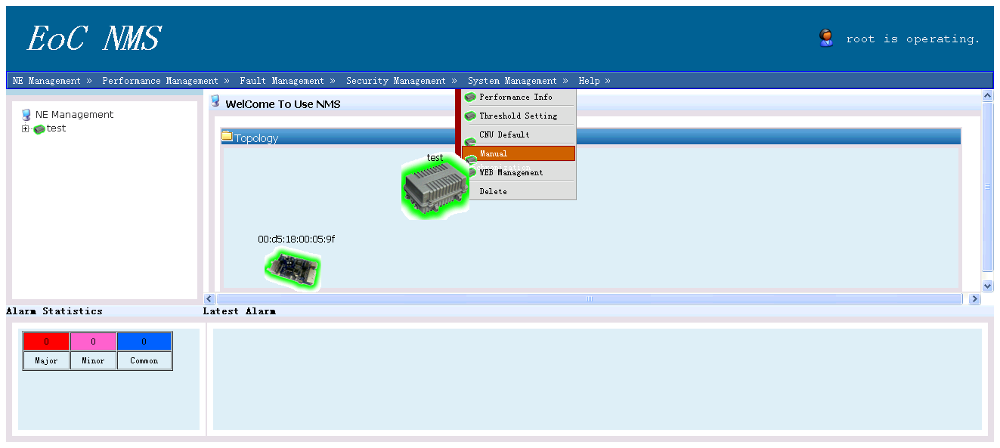 EoC NMS
root is operating.
NE Management » Performance Management » Fault Management » Security Management » System Management » Help »
NE Management
test
WelCome To Use NMS
Topology
Performance Info
Threshold Setting
CNU Default
Manual
WEB Management
Delete
test
00:d5:18:00:05:9f
Alarm Statistics
Latest Alarm
0 0 0
Major Minor Common